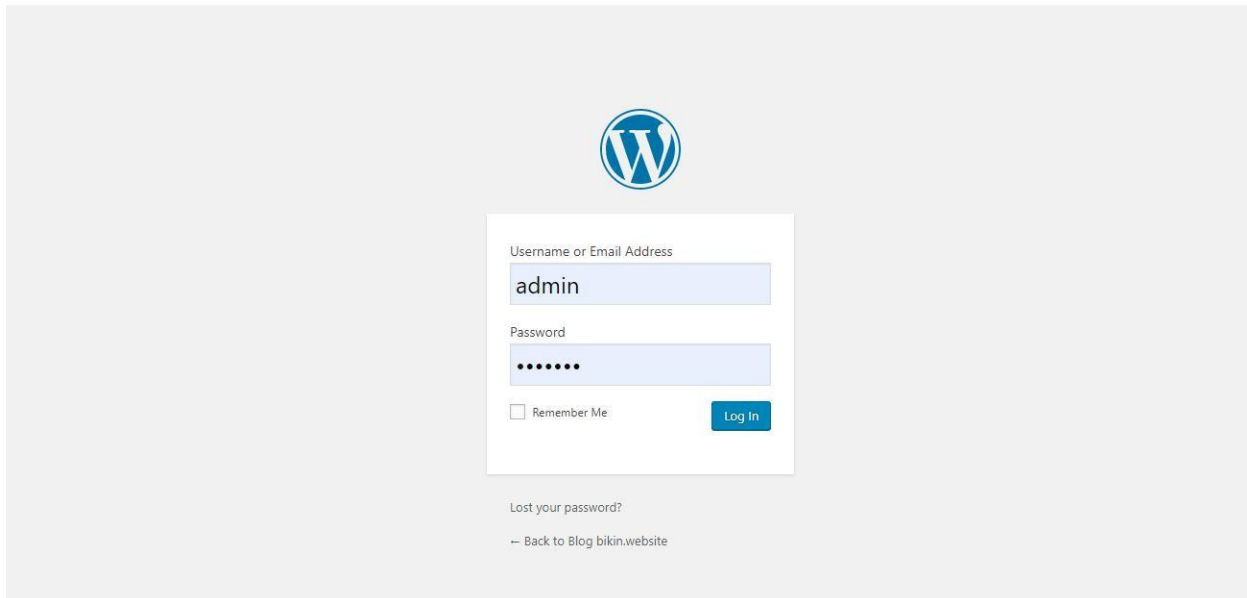 Username or Email Address
admin
Password
•••••••
Remember Me
Log In
Lost your password?
← Back to Blog bikin.website